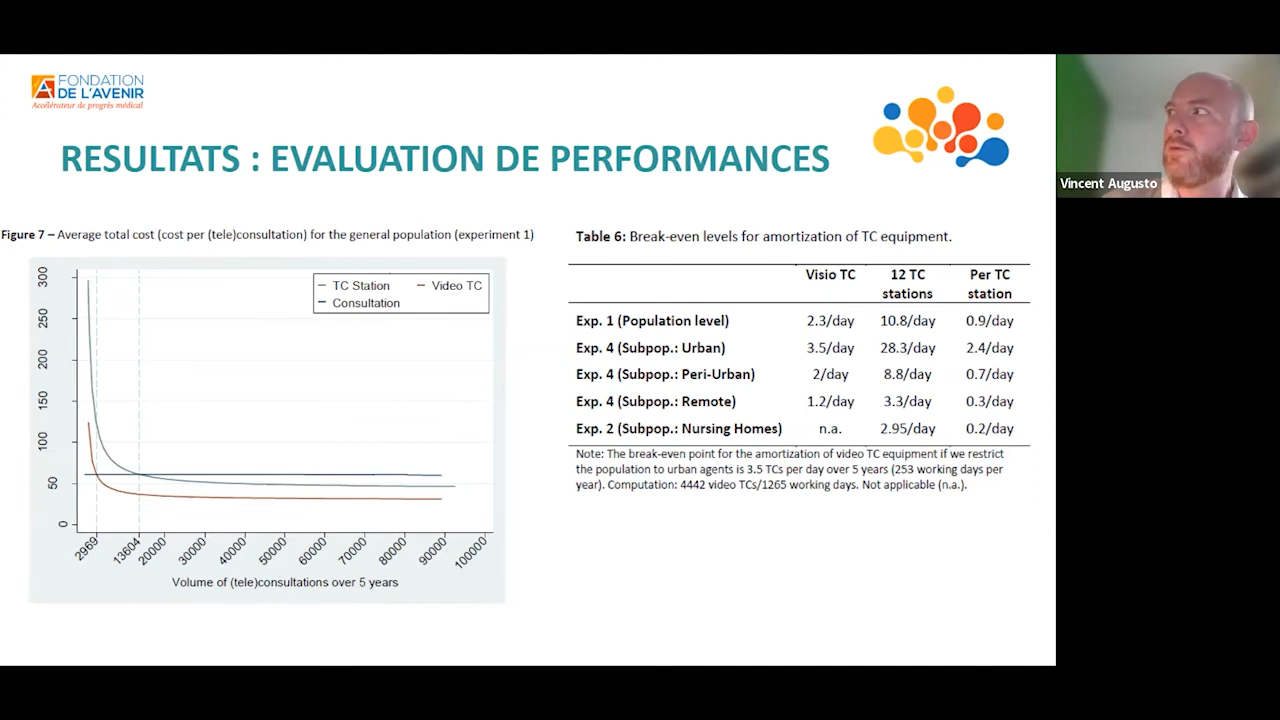 FONDATION
DE L'AVENIR
Accélérateur de progrès médical
RESULTATS : EVALUATION DE PERFORMANCES
Vincent Augusto
Figure 7 – Average total cost (cost per (tele)consultation) for the general population (experiment 1)
TC Station
Video TC
Consultation
300
250
200
150
100
50
0
2969
13604
20000
30000
40000
50000
60000
70000
80000
90000
100000
Volume of (tele)consultations over 5 years
Table 6: Break-even levels for amortization of TC equipment.
Visio TC 12 TC Per TC
stations station
Exp. 1 (Population level) 2.3/day 10.8/day 0.9/day
Exp. 4 (Subpop.: Urban) 3.5/day 28.3/day 2.4/day
Exp. 4 (Subpop.: Peri-Urban) 2/day 8.8/day 0.7/day
Exp. 4 (Subpop.: Remote) 1.2/day 3.3/day 0.3/day
Exp. 2 (Subpop.: Nursing Homes) n.a. 2.95/day 0.2/day
Note: The break-even point for the amortization of video TC equipment if we restrict
the population to urban agents is 3.5 TCs per day over 5 years (253 working days per
year). Computation: 4442 video TCs/1265 working days. Not applicable (n.a.).